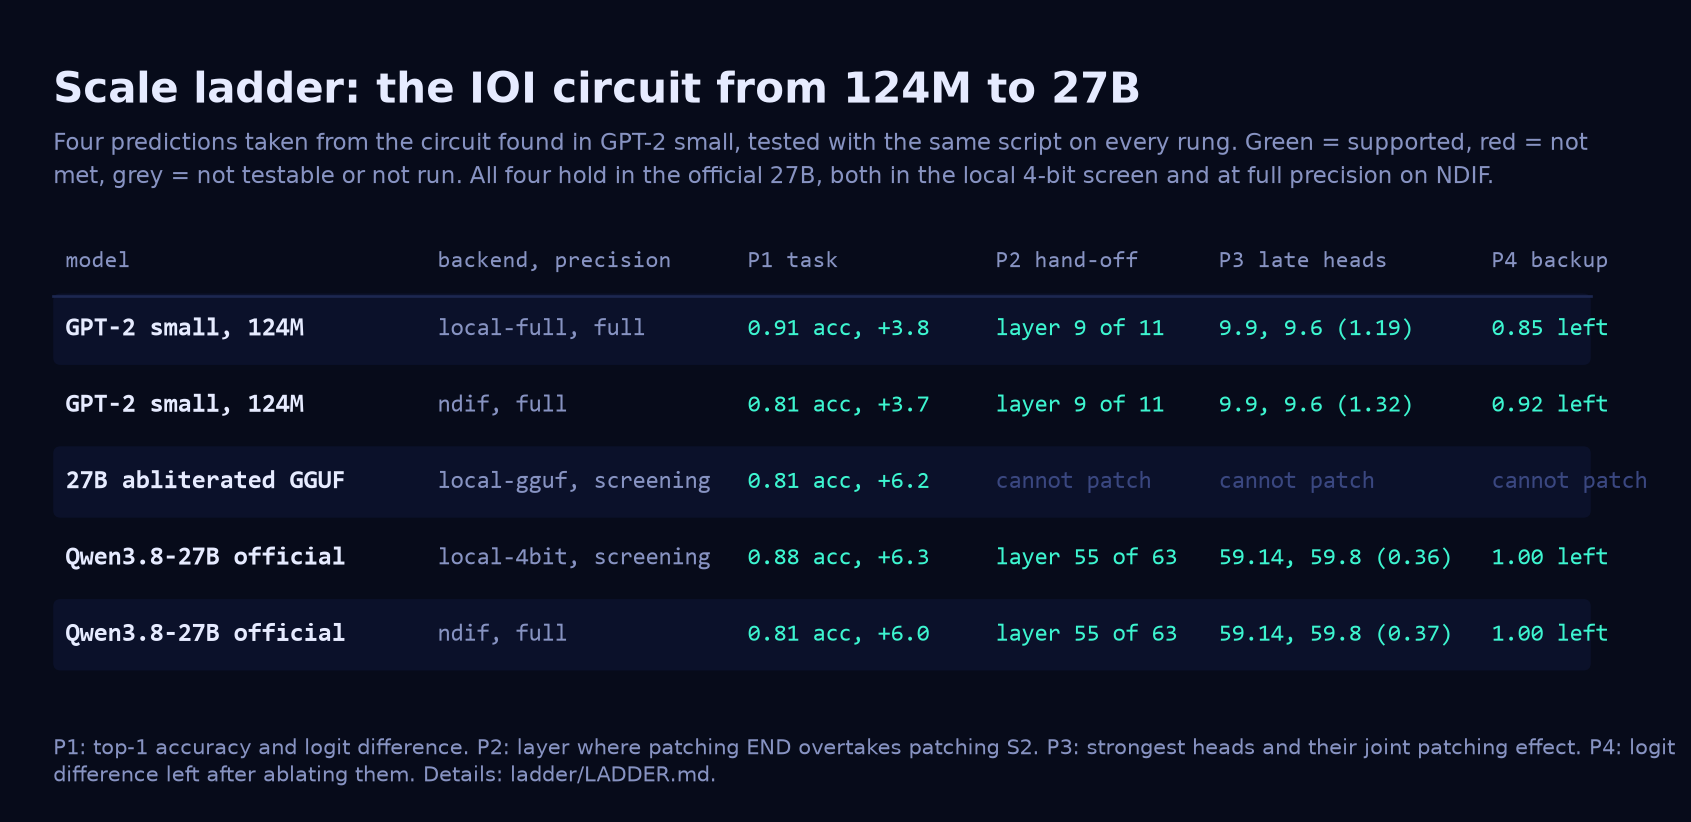 Scale ladder: the IOI circuit from 124M to 27B
Four predictions taken from the circuit found in GPT-2 small, tested with the same script on every rung. Green = supported, red = not
met, grey = not testable or not run. All four hold in the official 27B, both in the local 4-bit screen and at full precision on NDIF.
model backend, precision P1 task P2 hand-off P3 late heads P4 backup
GPT-2 small, 124M local-full, full 0.91 acc, +3.8 layer 9 of 11 9.9, 9.6 (1.19) 0.85 left
GPT-2 small, 124M ndif, full 0.81 acc, +3.7 layer 9 of 11 9.9, 9.6 (1.32) 0.92 left
27B abliterated GGUF local-gguf, screening 0.81 acc, +6.2 cannot patch cannot patch cannot patch
Qwen3.8-27B official local-4bit, screening 0.88 acc, +6.3 layer 55 of 63 59.14, 59.8 (0.36) 1.00 left
Qwen3.8-27B official ndif, full 0.81 acc, +6.0 layer 55 of 63 59.14, 59.8 (0.37) 1.00 left
P1: top-1 accuracy and logit difference. P2: layer where patching END overtakes patching S2. P3: strongest heads and their joint patching effect. P4: logit
difference left after ablating them. Details: ladder/LADDER.md.